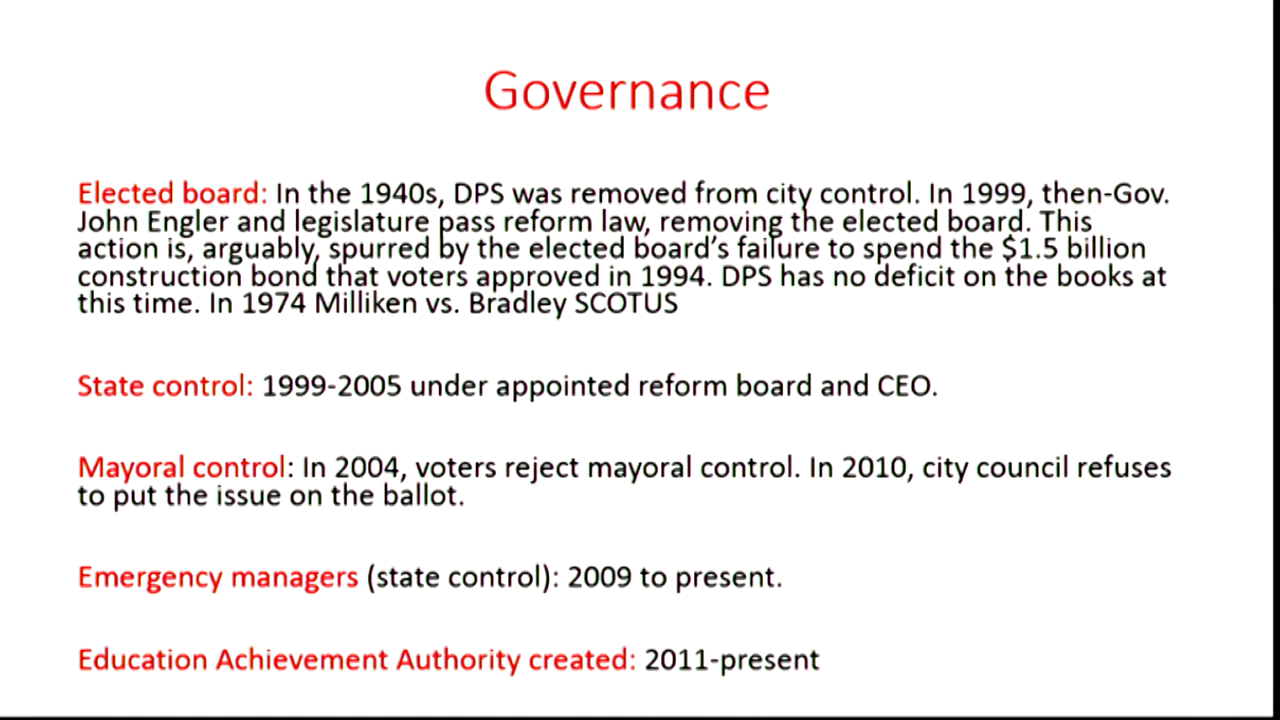 Governance
Elected board: In the 1940s, DPS was removed from city control. In 1999, then-Gov.
John Engler and legislature pass reform law, removing the elected board. This
action is, arguably, spurred by the elected board’s failure to spend the $1.5 billion
construction bond that voters approved in 1994. DPS has no deficit on the books at
this time. In 1974 Milliken vs. Bradley SCOTUS
State control: 1999-2005 under appointed reform board and CEO.
Mayoral control: In 2004, voters reject mayoral control. In 2010, city council refuses
to put the issue on the ballot.
Emergency managers (state control): 2009 to present.
Education Achievement Authority created: 2011-present